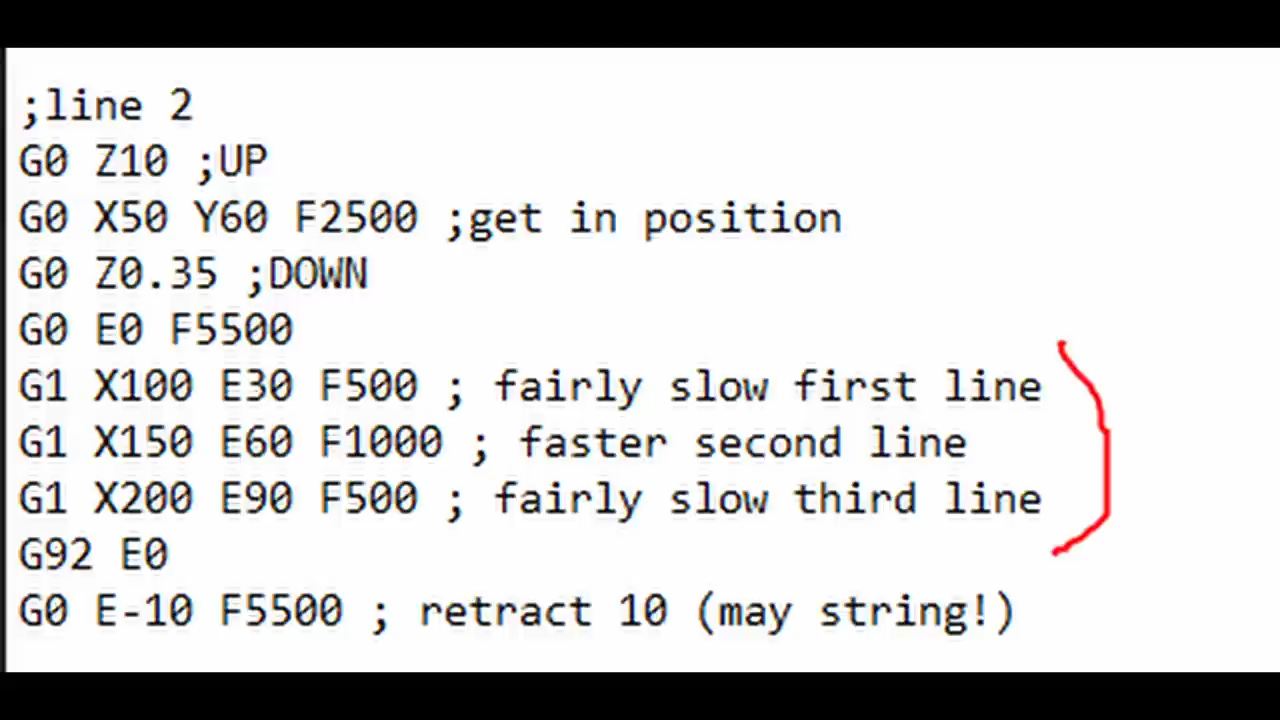 ;line 2
G0 Z10 ;UP
G0 X50 Y60 F2500 ;get in position
G0 Z0.35 ;DOWN
G0 E0 F5500
G1 X100 E30 F500 ; fairly slow first line
G1 X150 E60 F1000 ; faster second line
G1 X200 E90 F500 ; fairly slow third line
G92 E0
G0 E-10 F5500 ; retract 10 (may string!)